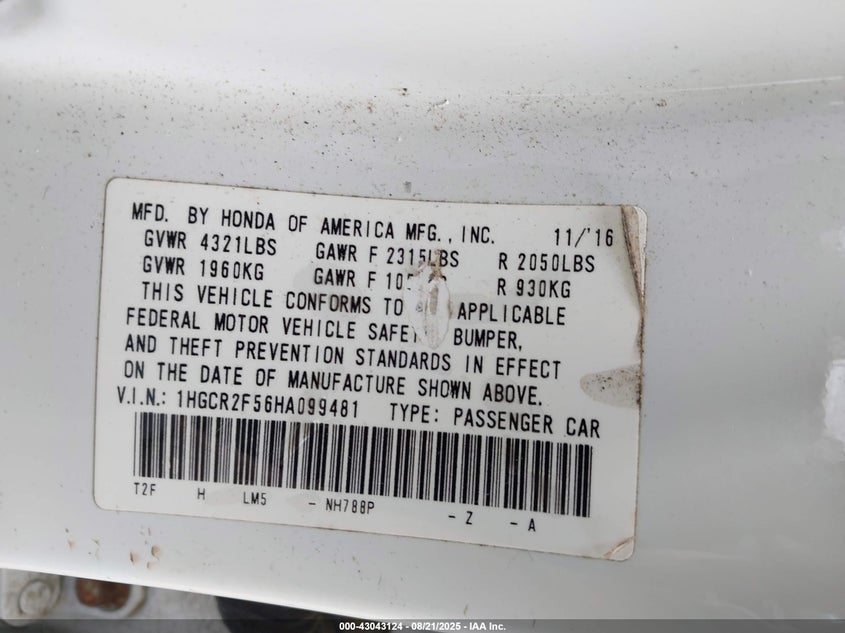 MFD. BY HONDA OF AMERICA MFG., INC. 11/'16
GVWR 4321LBS GAWR F 2315LBS R 2050LBS
GVWR 1960KG GAWR F R 930KG
THIS VEHICLE CONFORMS TO APPLICABLE
FEDERAL MOTOR VEHICLE SAFETY BUMPER,
AND THEFT PREVENTION STANDARDS IN EFFECT
ON THE DATE OF MANUFACTURE SHOWN ABOVE.
V.I.N.: 1HGCR2F56HA099481 TYPE: PASSENGER CAR
T2F H LM5 - NH788P - Z - A
000-43043124 - 08/21/2025 - IAA Inc.